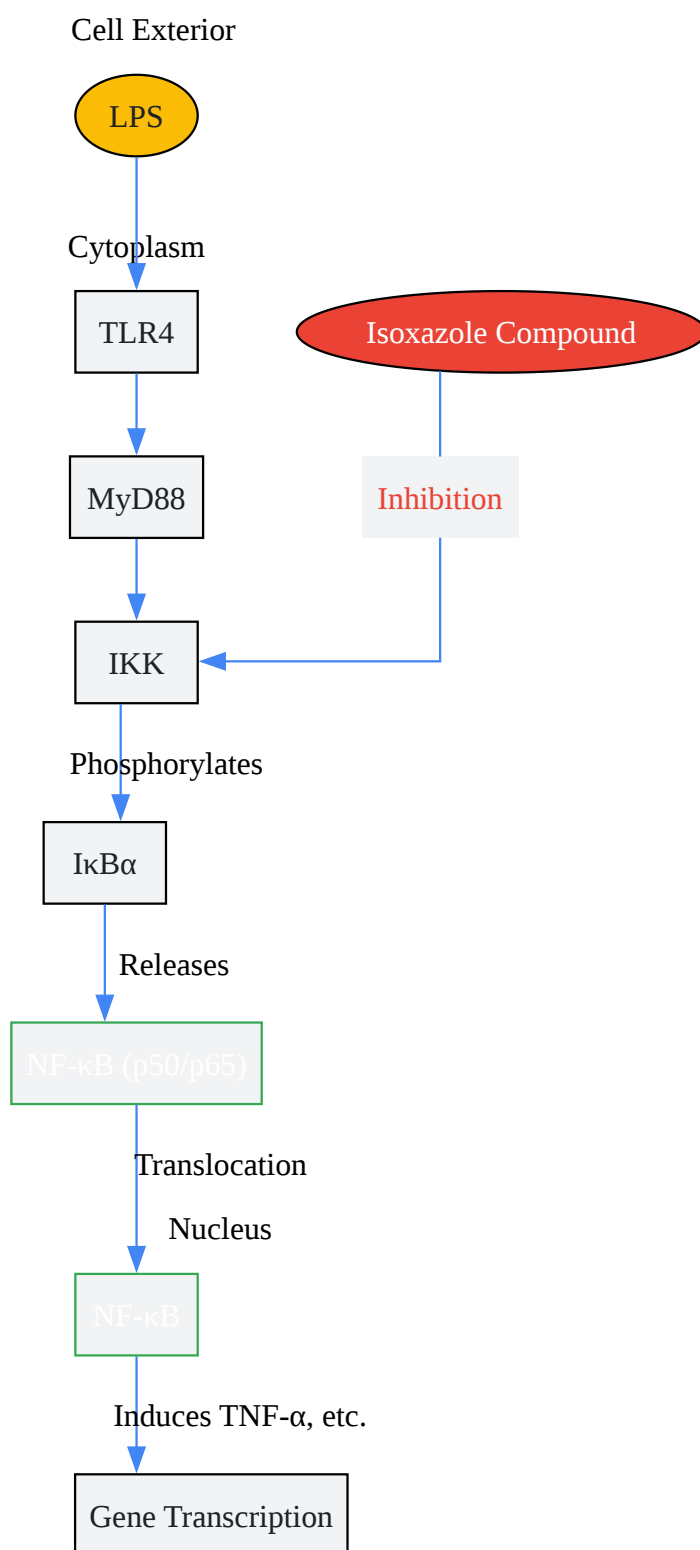 Cell Exterior
LPS
Cytoplasm
TLR4
Isoxazole Compound
MyD88
Inhibition
IKK
Phosphorylates
IκBα
Releases
NF-κB (p50/p65)
Translocation
Nucleus
NF-κB
Induces TNF-α, etc.
Gene Transcription